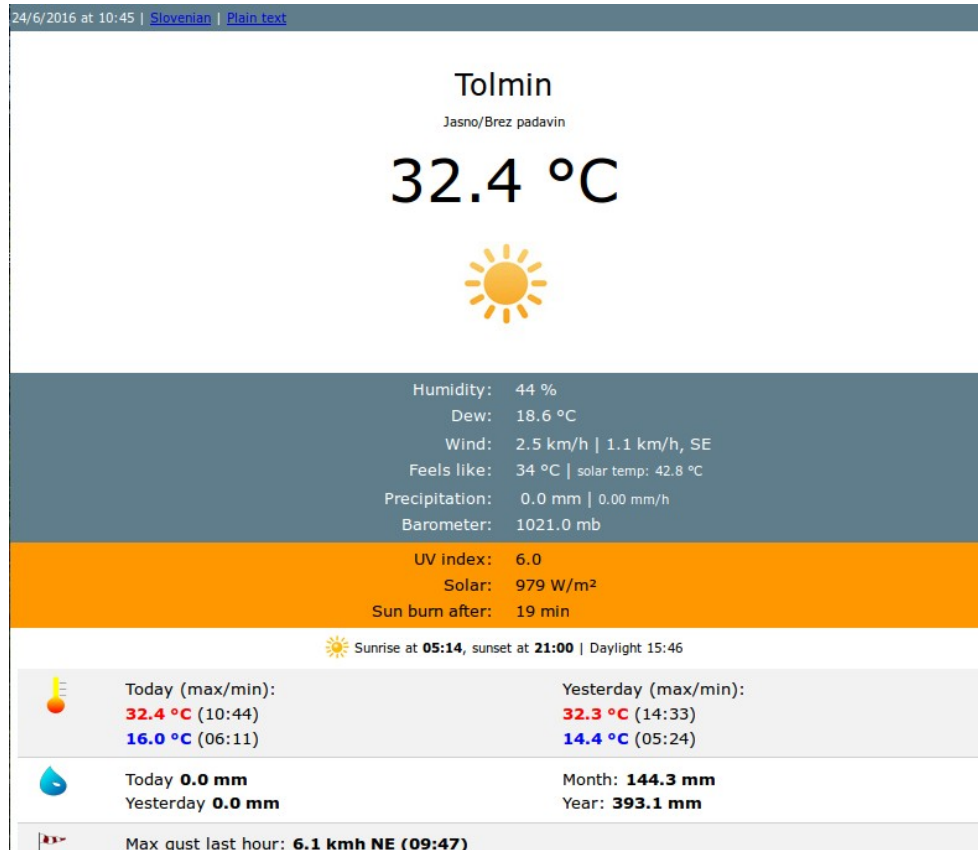 24/6/2016 at 10:45 | Slovenian | Plain text
Tolmin
Jasno/Brez padavin
32.4 °C
Humidity: 44 %
Dew: 18.6 °C
Wind: 2.5 km/h | 1.1 km/h, SE
Feels like: 34 °C | solar temp: 42.8 °C
Precipitation: 0.0 mm | 0.00 mm/h
Barometer: 1021.0 mb
UV index: 6.0
Solar: 979 W/m²
Sun burn after: 19 min
Sunrise at 05:14, sunset at 21:00 | Daylight 15:46
Today (max/min): Yesterday (max/min):
32.4 °C (10:44) 32.3 °C (14:33)
16.0 °C (06:11) 14.4 °C (05:24)
Today 0.0 mm Month: 144.3 mm
Yesterday 0.0 mm Year: 393.1 mm
Max gust last hour: 6.1 kmh NE (09:47)